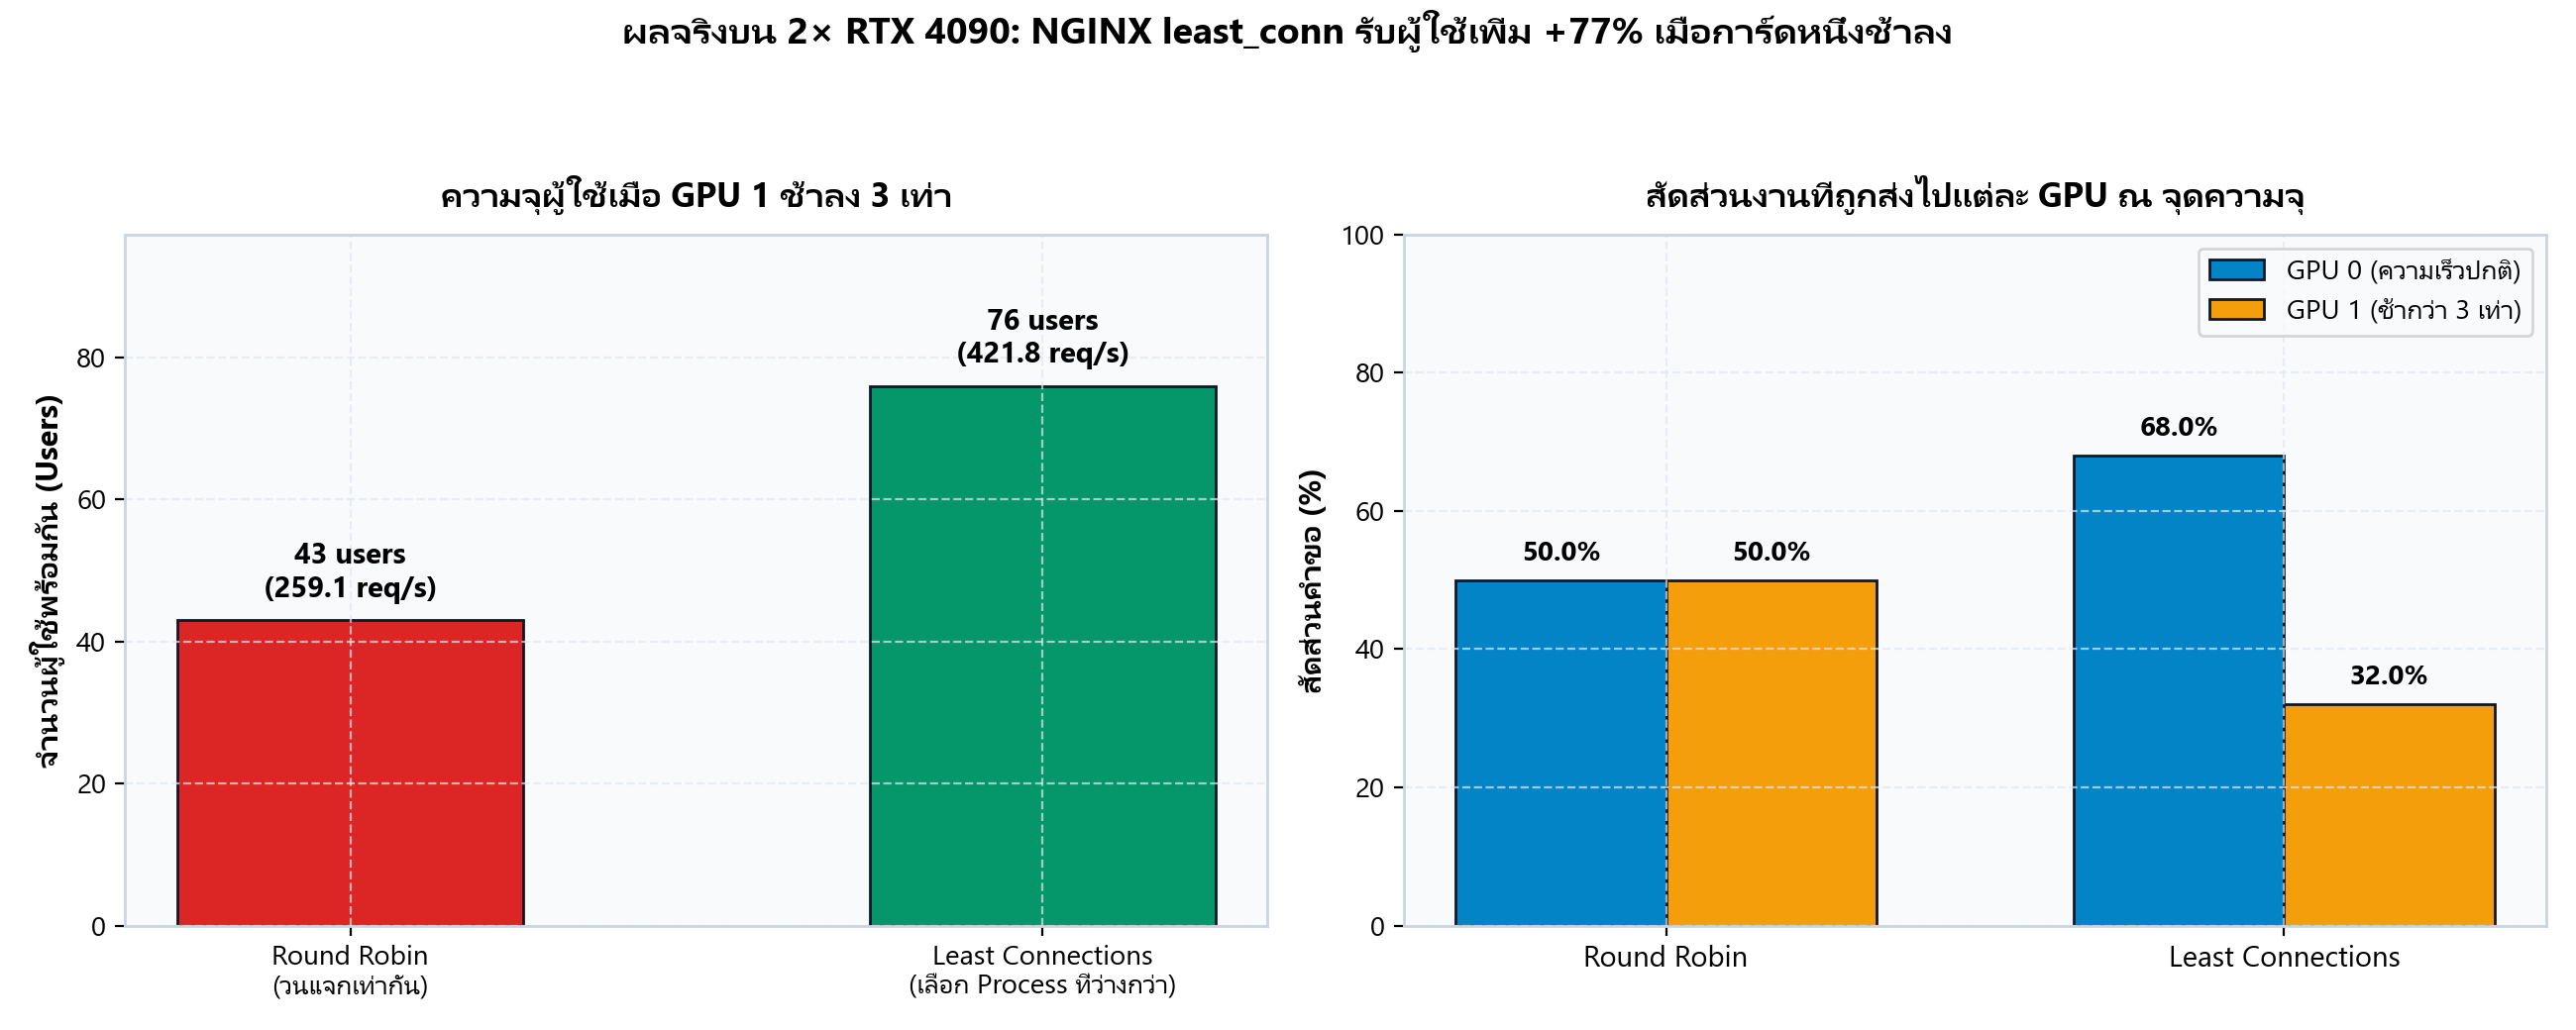 ผลจริงบน 2× RTX 4090: NGINX least_conn รับผู้ใช้เพิ่ม +77% เมื่อการ์ดหนึ่งช้าลง
ความจุผู้ใช้เมื่อ GPU 1 ช้าลง 3 เท่า
จำนวนผู้ใช้พร้อมกัน (Users)
80
60
40
20
0
43 users
(259.1 req/s)
76 users
(421.8 req/s)
Round Robin
(วนแจกเท่ากัน)
Least Connections
(เลือก Process ที่ว่างกว่า)
สัดส่วนงานที่ถูกส่งไปแต่ละ GPU ณ จุดความจุ
สัดส่วนคำขอ (%)
100
80
60
40
20
0
GPU 0 (ความเร็วปกติ)
GPU 1 (ช้ากว่า 3 เท่า)
50.0%
50.0%
68.0%
32.0%
Round Robin
Least Connections